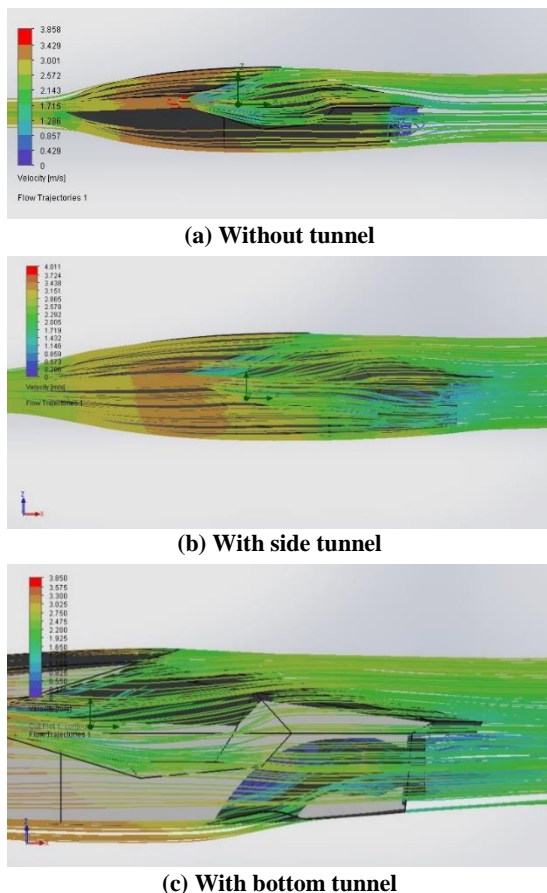 3.858
3.429
3.001
2.572
2.143
1.715
1.286
0.857
0.429
0
Velocity [m/s]
Flow Trajectories 1
Z
(a) Without tunnel
4.011
3.724
3.438
3.151
2.865
2.578
2.292
2.005
1.719
1.432
1.146
0.859
0.573
0.286
0
Velocity [m/s]
Flow Trajectories 1
Z
X
(b) With side tunnel
3.850
3.575
3.300
3.025
2.750
2.475
2.200
1.925
1.650
Flow Trajectories 1
Z
X
(c) With bottom tunnel